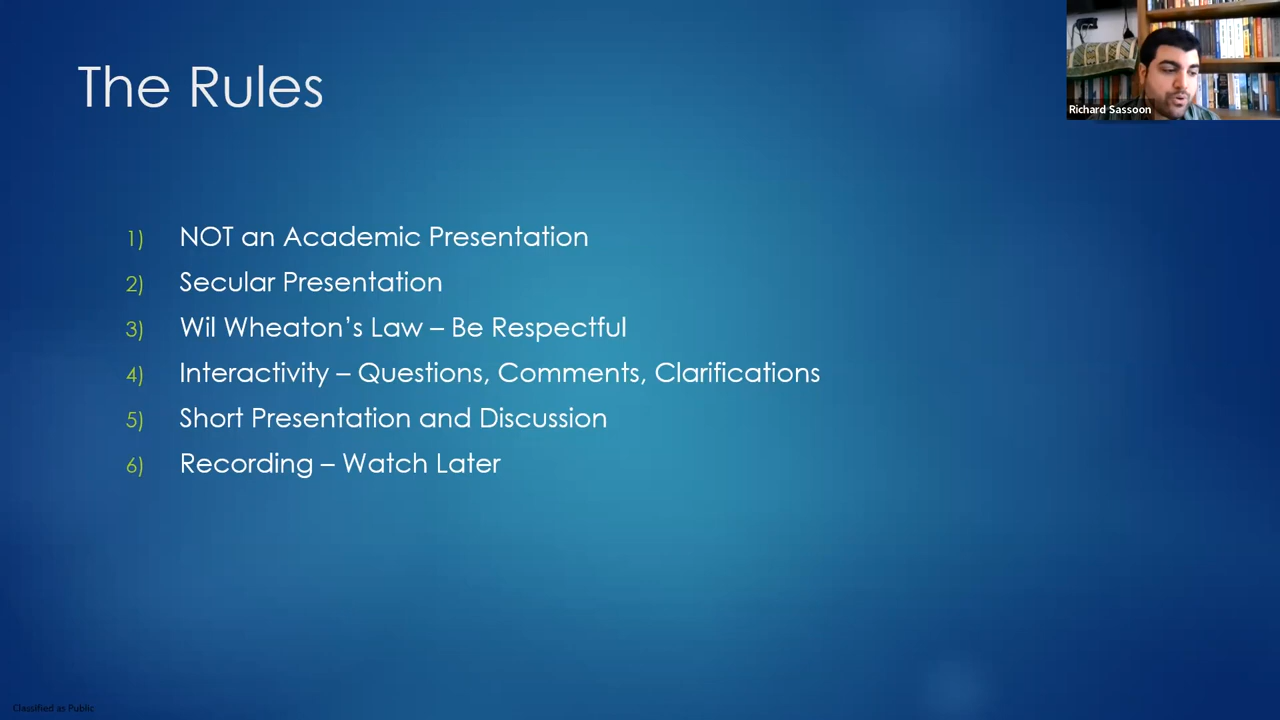 The Rules
Richard Sassoon
1) NOT an Academic Presentation
2) Secular Presentation
3) Wil Wheaton’s Law – Be Respectful
4) Interactivity – Questions, Comments, Clarifications
5) Short Presentation and Discussion
6) Recording – Watch Later
Classified as Public